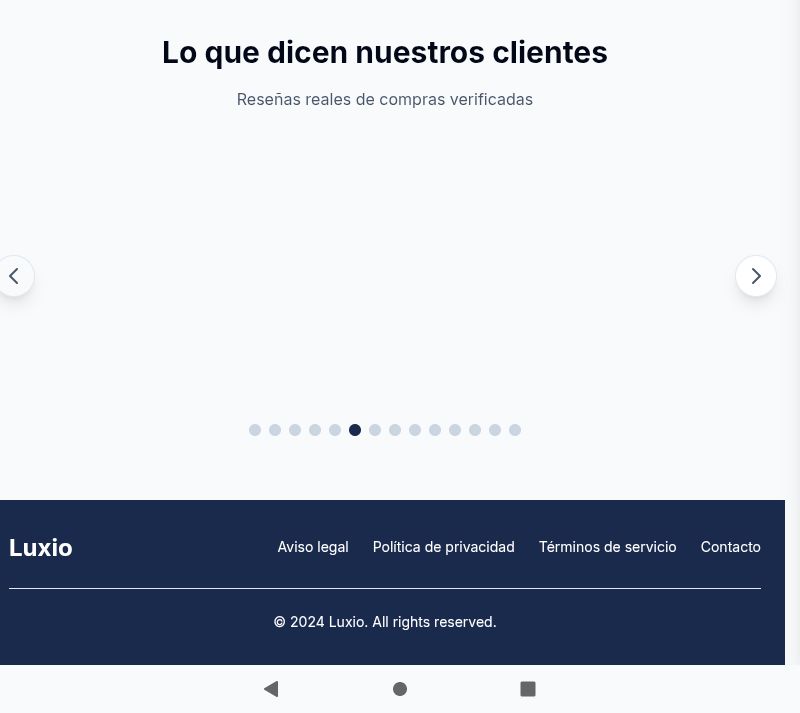 Lo que dicen nuestros clientes
Reseñas reales de compras verificadas
Luxio
Aviso legal Política de privacidad Términos de servicio Contacto
© 2024 Luxio. All rights reserved.